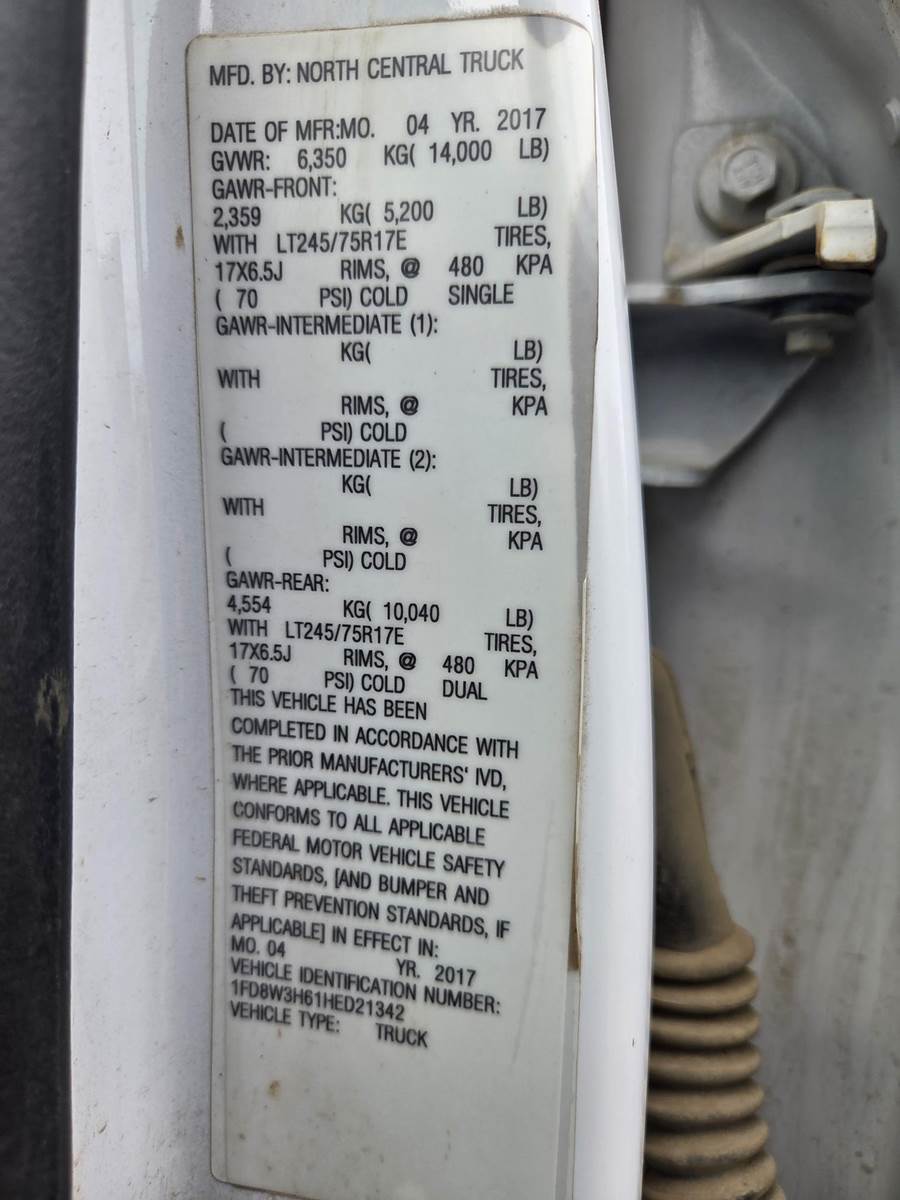 MFD. BY: NORTH CENTRAL TRUCK
DATE OF MFR:MO. 04 YR. 2017
GVWR: 6,350 KG( 14,000 LB)
GAWR-FRONT:
2,359 KG( 5,200 LB)
WITH LT245/75R17E TIRES,
17X6.5J RIMS, @ 480 KPA
( 70 PSI) COLD SINGLE
GAWR-INTERMEDIATE (1):
KG( LB)
WITH TIRES,
RIMS, @ KPA
( PSI) COLD
GAWR-INTERMEDIATE (2):
KG( LB)
WITH TIRES,
RIMS, @ KPA
( PSI) COLD
GAWR-REAR:
4,554 KG( 10,040 LB)
WITH LT245/75R17E TIRES,
17X6.5J RIMS, @ 480 KPA
( 70 PSI) COLD DUAL
THIS VEHICLE HAS BEEN
COMPLETED IN ACCORDANCE WITH
THE PRIOR MANUFACTURERS' IVD,
WHERE APPLICABLE. THIS VEHICLE
CONFORMS TO ALL APPLICABLE
FEDERAL MOTOR VEHICLE SAFETY
STANDARDS, [AND BUMPER AND
THEFT PREVENTION STANDARDS, IF
APPLICABLE] IN EFFECT IN:
MO. 04 YR. 2017
VEHICLE IDENTIFICATION NUMBER:
1FD8W3H61HED21342
VEHICLE TYPE: TRUCK